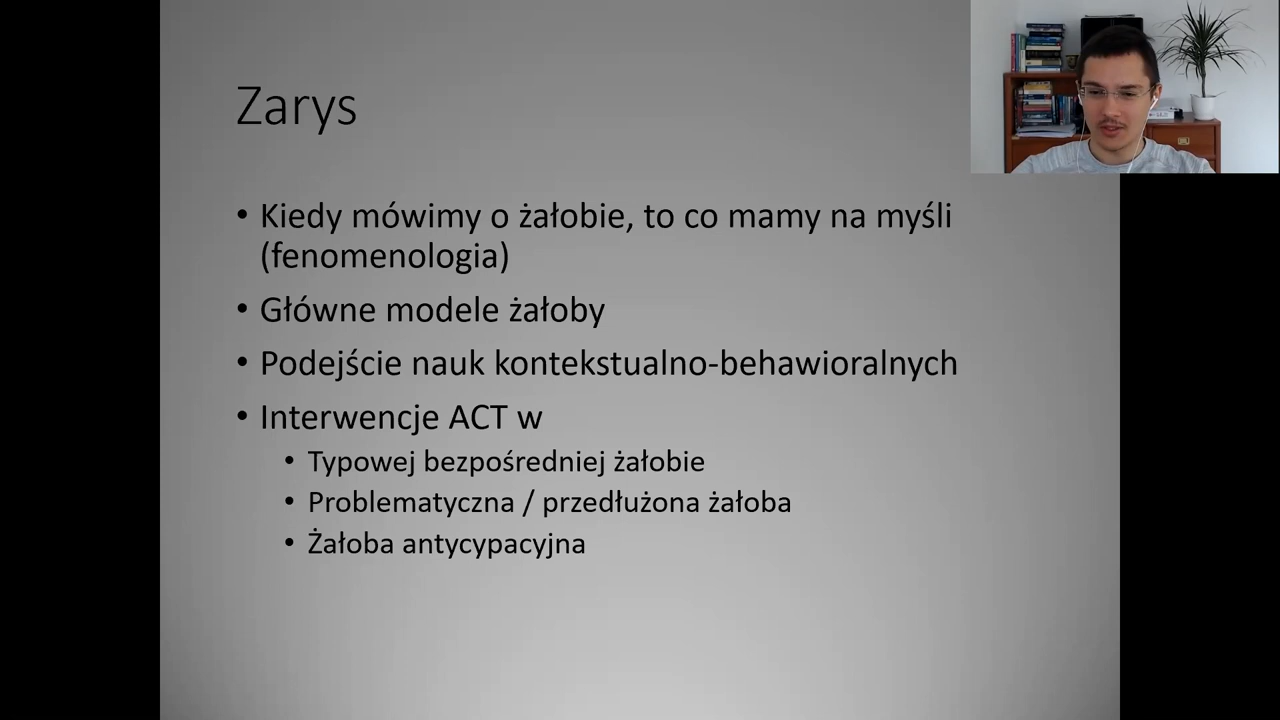 Zarys
• Kiedy mówimy o żałobie, to co mamy na myśli
(fenomenologia)
• Główne modele żałoby
• Podejście nauk kontekstualno-behawioralnych
• Interwencje ACT w
• Typowej bezpośredniej żałobie
• Problematyczna / przedłużona żałoba
• Żałoba antycypacyjna